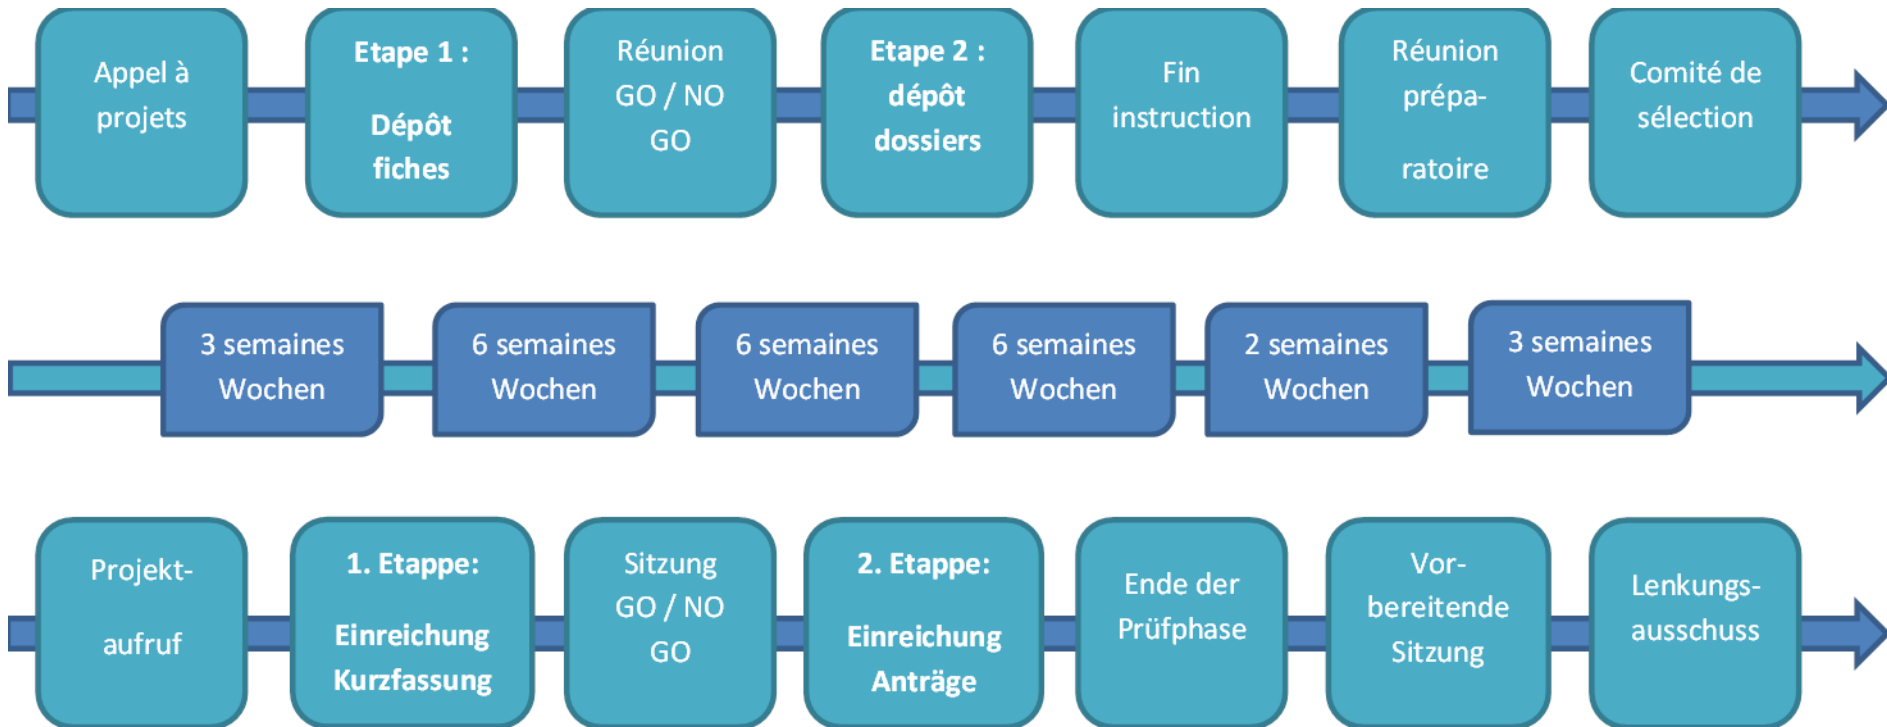 Appel à
projets
Etape 1 :
Dépôt
fiches
Réunion
GO / NO
GO
Etape 2 :
dépôt
dossiers
Fin
instruction
Réunion
prépa-
ratoire
Comité de
sélection
3 semaines
Wochen
6 semaines
Wochen
6 semaines
Wochen
6 semaines
Wochen
2 semaines
Wochen
3 semaines
Wochen
Projekt-
aufruf
1. Etappe:
Einreichung
Kurzfassung
Sitzung
GO / NO
GO
2. Etappe:
Einreichung
Anträge
Ende der
Prüfphase
Vor-
bereitende
Sitzung
Lenkungs-
ausschuss